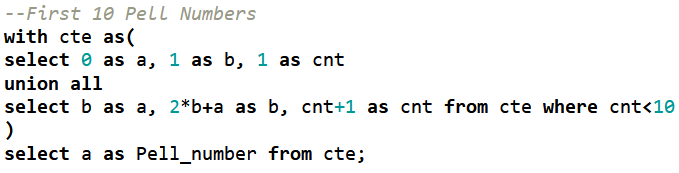 --First 10 Pell Numbers
with cte as(
select 0 as a, 1 as b, 1 as cnt
union all
select b as a, 2*b+a as b, cnt+1 as cnt from cte where cnt<10
)
select a as Pell_number from cte;